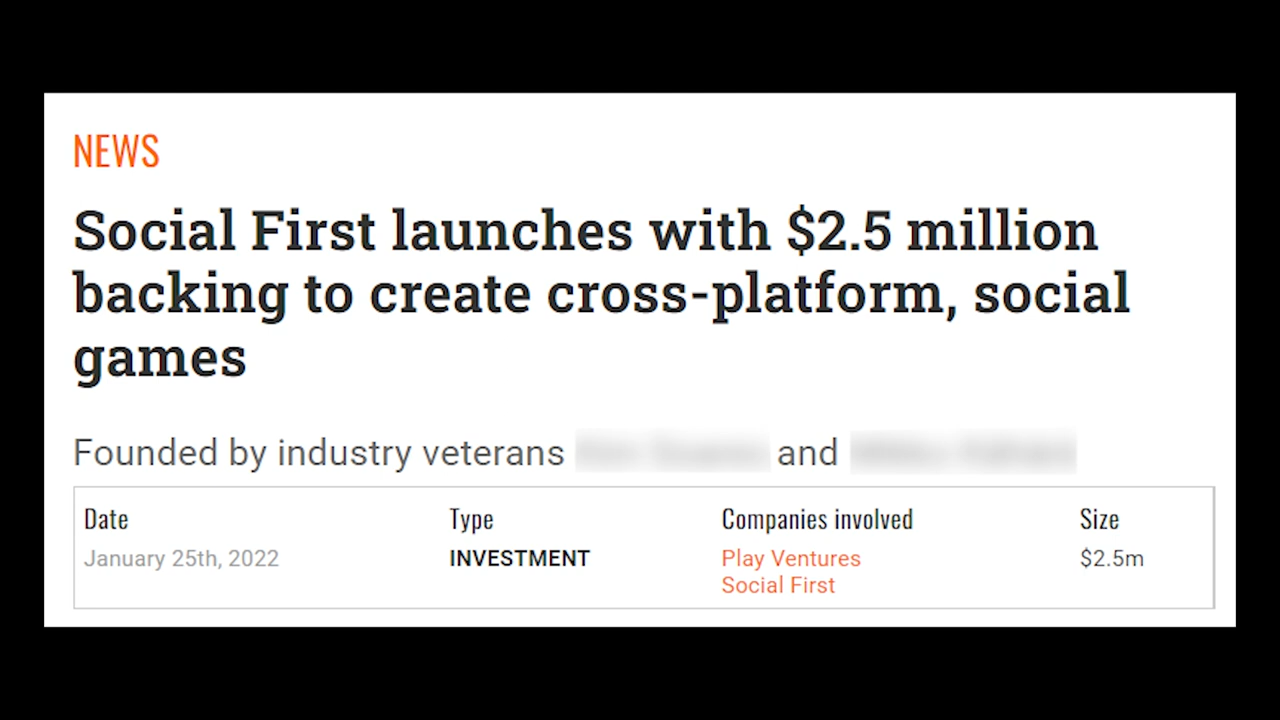 NEWS
Social First launches with $2.5 million
backing to create cross-platform, social
games
Founded by industry veterans and
Date Type Companies involved Size
January 25th, 2022 INVESTMENT Play Ventures $2.5m
Social First